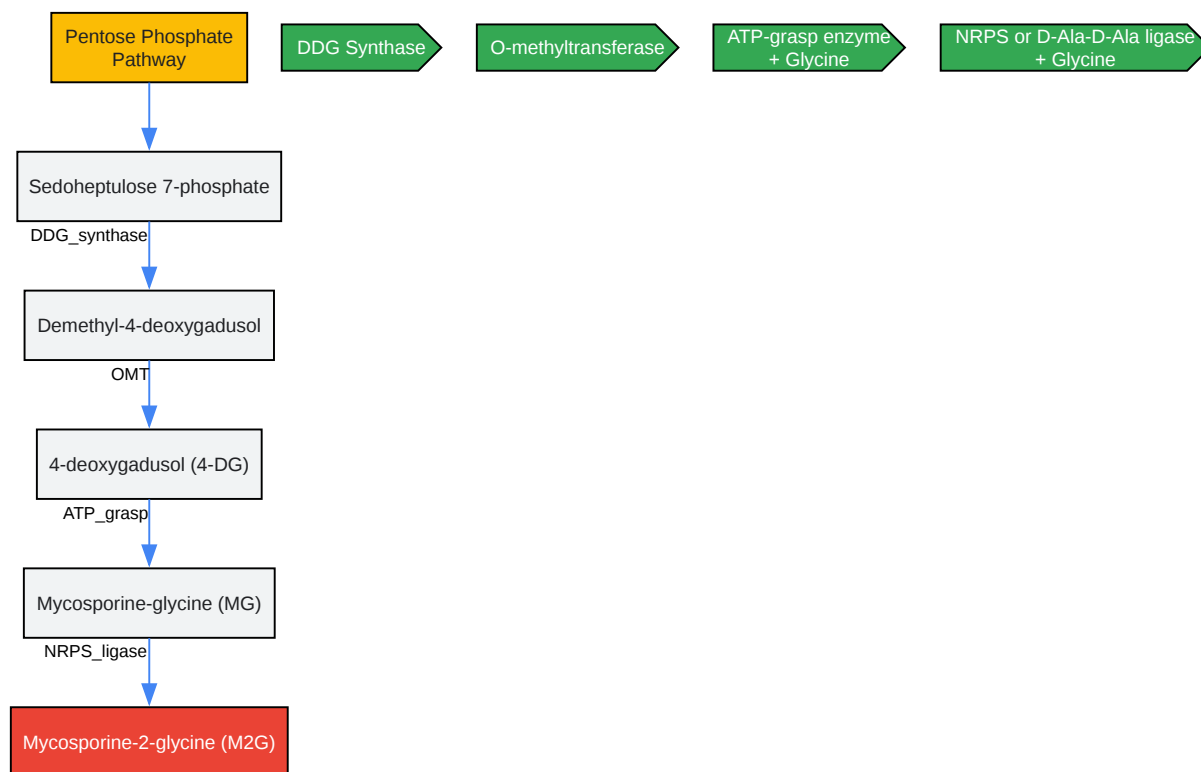 Pentose Phosphate
Pathway
DDG Synthase
O-methyltransferase
ATP-grasp enzyme
+ Glycine
NRPS or D-Ala-D-Ala ligase
+ Glycine
Sedoheptulose 7-phosphate
DDG_synthase
Demethyl-4-deoxygadusol
OMT
4-deoxygadusol (4-DG)
ATP_grasp
Mycosporine-glycine (MG)
NRPS_ligase
Mycosporine-2-glycine (M2G)